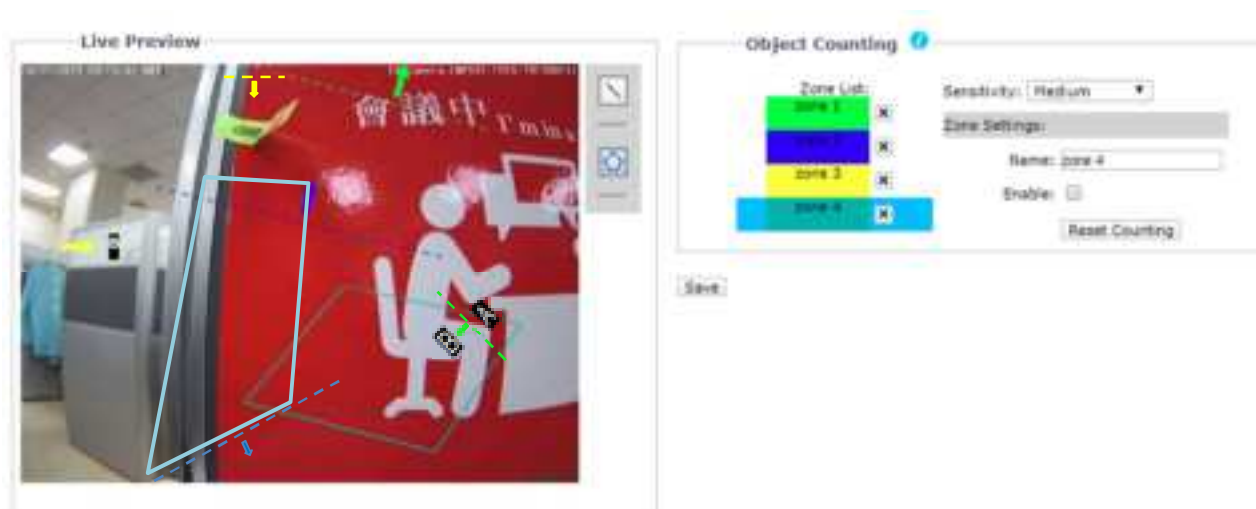 Live Preview
會議中
I'm in a
Object Counting
Zone List:
zone 1
zone 3
zone 4
Sensitivity: Medium
Zone Settings:
Name: zone 4
Enable:
Reset Counting
Save